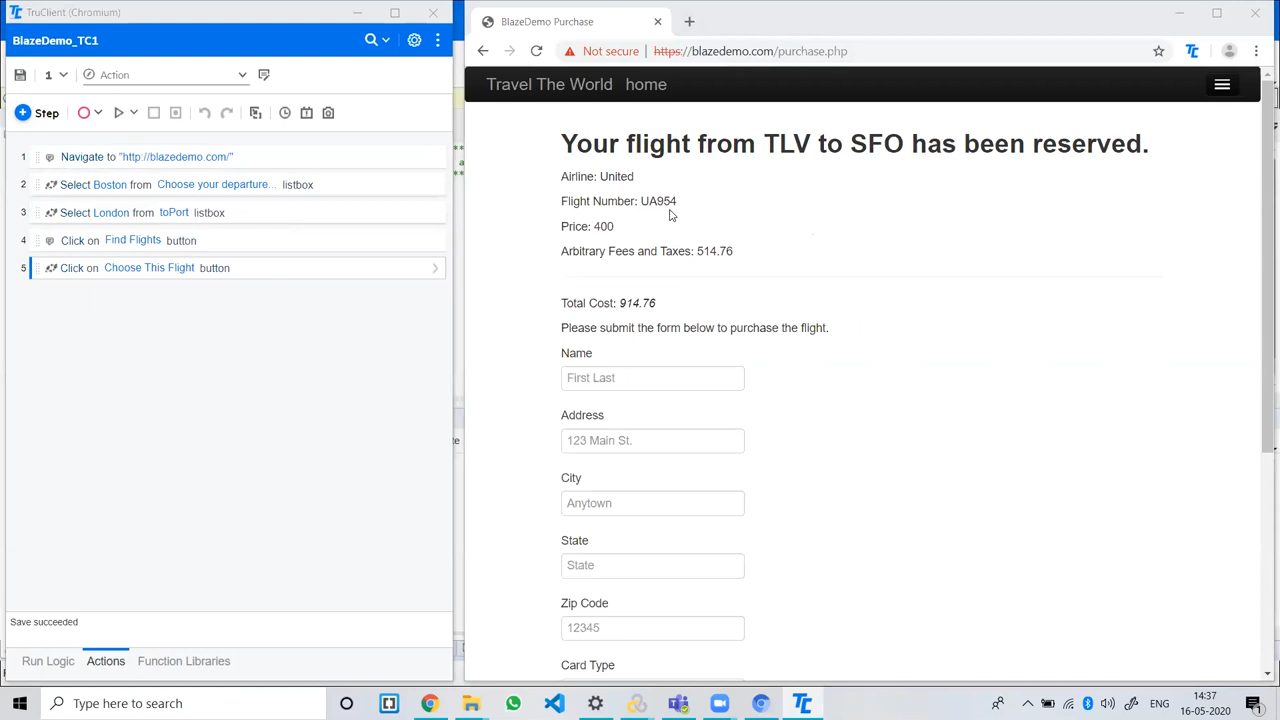 TruClient (Chromium)
BlazeDemo_TC1
1 Action
Step
1 Navigate to "http://blazedemo.com/"
2 Select Boston from Choose your departure... listbox
3 Select London from toPort listbox
4 Click on Find Flights button
5 Click on Choose This Flight button
Save succeeded
Run Logic Actions Function Libraries
BlazeDemo Purchase
Not secure https://blazedemo.com/purchase.php
Travel The World home
Your flight from TLV to SFO has been reserved.
Airline: United
Flight Number: UA954
Price: 400
Arbitrary Fees and Taxes: 514.76
Total Cost: 914.76
Please submit the form below to purchase the flight.
Name
First Last
Address
123 Main St.
City
Anytown
State
State
Zip Code
12345
Card Type
Type here to search
ENG
14:37
16-05-2020